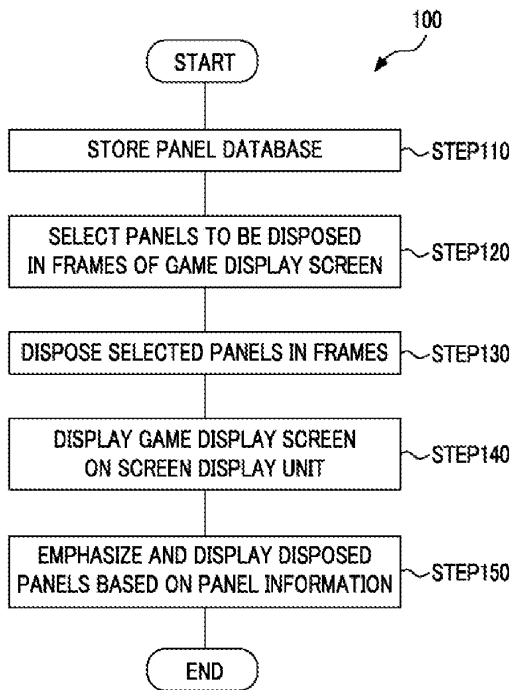 100
START
STORE PANEL DATABASE
STEP110
SELECT PANELS TO BE DISPOSED
IN FRAMES OF GAME DISPLAY SCREEN
STEP120
DISPOSE SELECTED PANELS IN FRAMES
STEP130
DISPLAY GAME DISPLAY SCREEN
ON SCREEN DISPLAY UNIT
STEP140
EMPHASIZE AND DISPLAY DISPOSED
PANELS BASED ON PANEL INFORMATION
STEP150
END